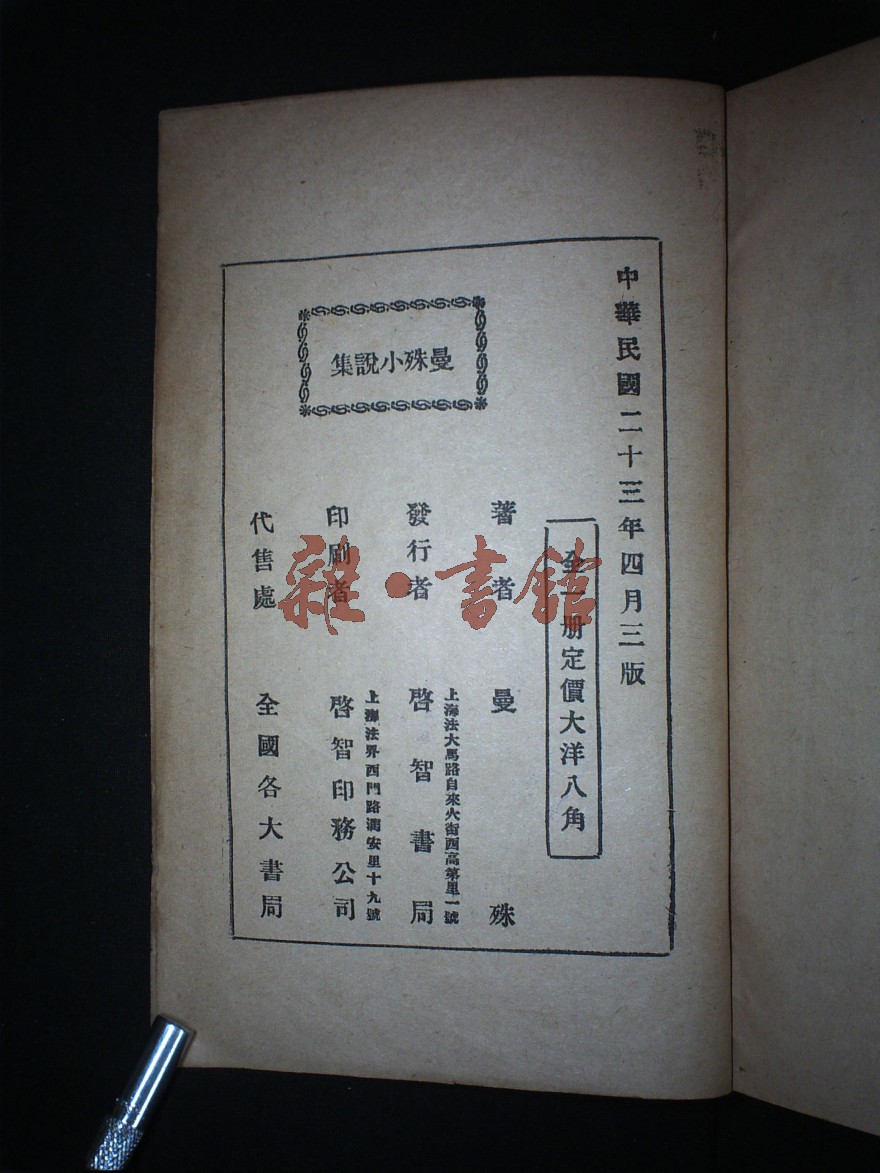 中華民國二十三年四月三版
全一册定價大洋八角
著者 曼殊
上海法大馬路自來火街西高第里一號
發行者 啓智書局
上海法界西門路潤安里十九號
印刷者 啓智印務公司
代售處 全國各大書局
曼殊小說集
雜·書館